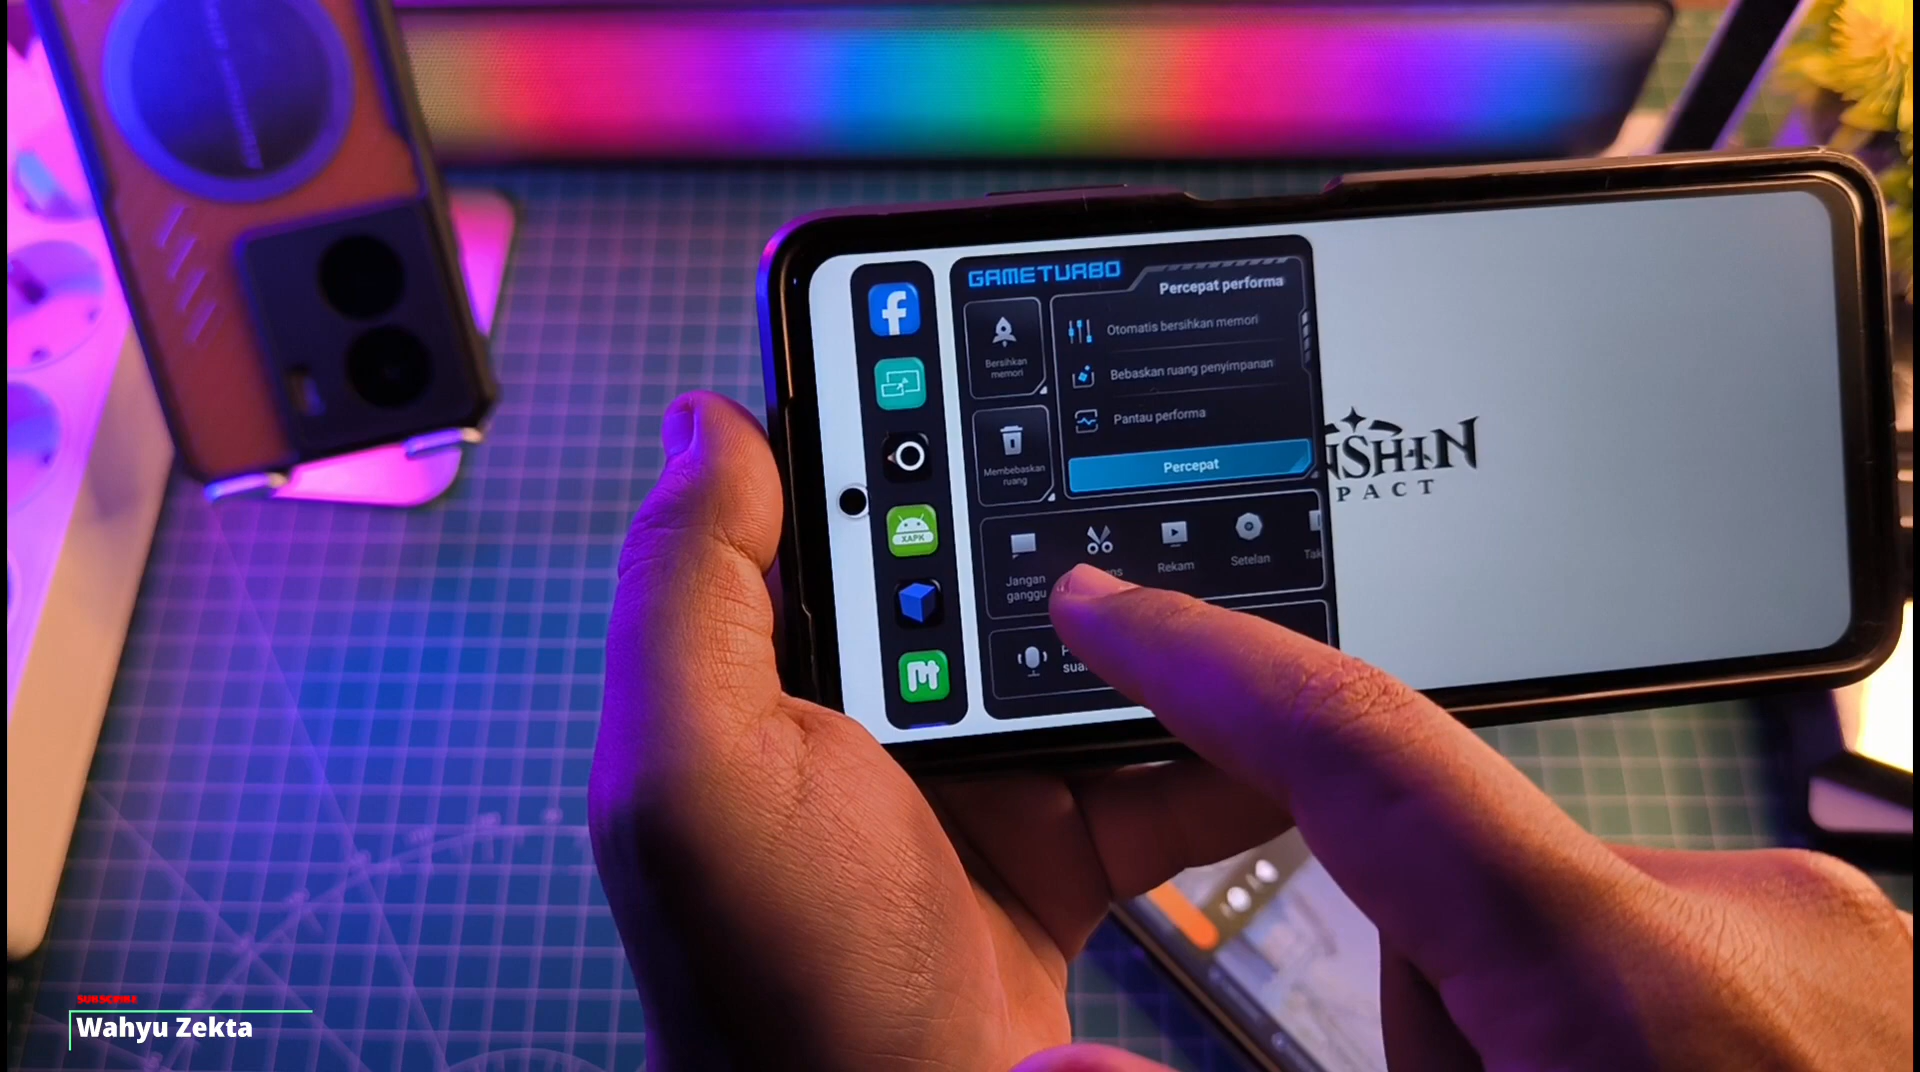 GAMETURBO
Percepat performa
Bersihkan
memori
Otomatis bersihkan memori
Bebaskan ruang penyimpanan
Pantau performa
Membebaskan
ruang
Percepat
Jangan
ganggu
Rekam
Setelan
XAPK
NSHIN
PACT
SUBSCRIBE
Wahyu Zekta